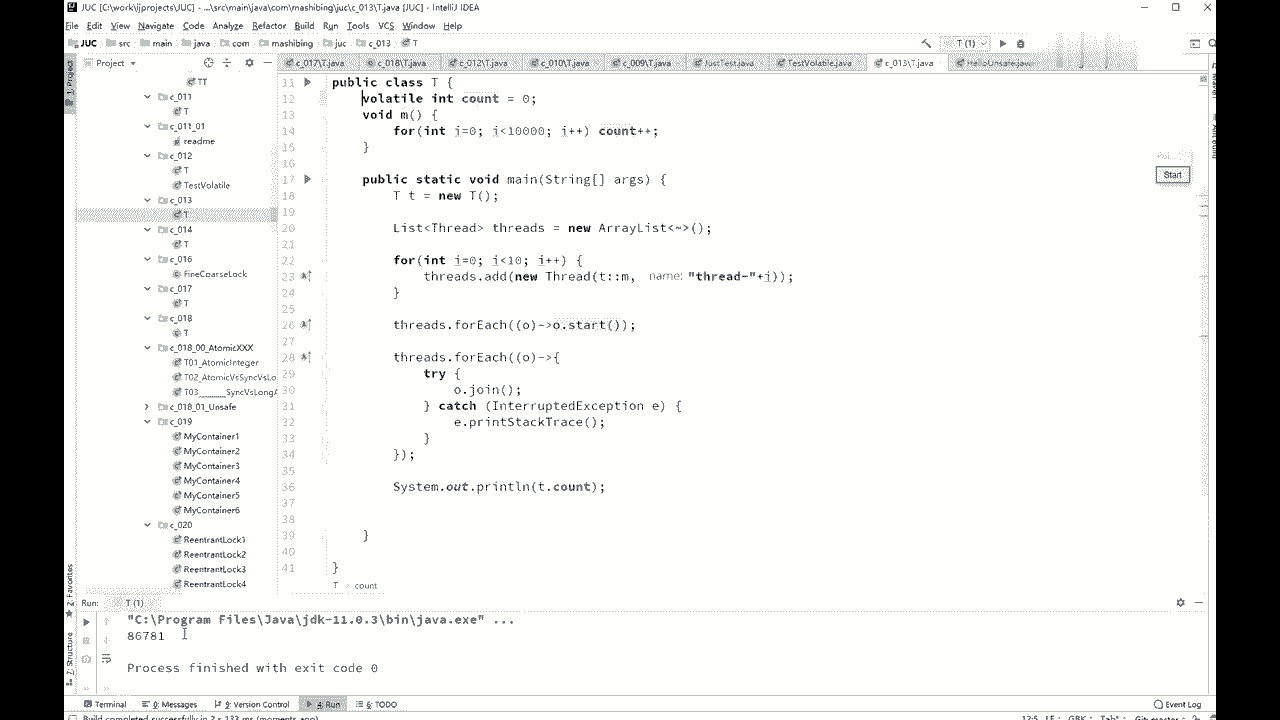 JUC [C:\work\ijprojects\JUC] - ...\src\main\java\com\mashibing\juc\c_013\T.java [JUC] - IntelliJ IDEA
File Edit View Navigate Code Analyze Refactor Build Run Tools VCS Window Help
JUC src main java com mashibing juc c_013 T
T (1)
Project
c_017\T.java c_018\T.java c_012\T.java c_010\T.java c_009\T.java JustTest.java TestVolatile.java c_013\T.java HelloUnsafe.java
1: Project
TT
c_011
T
c_011_01
readme
c_012
T
TestVolatile
c_013
T
c_014
T
c_016
FineCoarseLock
c_017
T
c_018
T
c_018_00_AtomicXXX
T01_AtomicInteger
T02_AtomicVsSyncVsLo
T03______SyncVsLongA
c_018_01_Unsafe
c_019
MyContainer1
MyContainer2
MyContainer3
MyContainer4
MyContainer5
MyContainer6
c_020
ReentrantLock1
ReentrantLock2
ReentrantLock3
ReentrantLock4
11 public class T {
12 volatile int count = 0;
13 void m() {
14 for(int i=0; i<10000; i++) count++;
15 }
16
17 public static void main(String[] args) {
18 T t = new T();
19
20 List<Thread> threads = new ArrayList<~>();
21
22 for(int i=0; i<10; i++) {
23 threads.add(new Thread(t::m, name: "thread-"+i));
24 }
25
26 threads.forEach((o)->o.start());
27
28 threads.forEach((o)->{
29 try {
30 o.join();
31 } catch (InterruptedException e) {
32 e.printStackTrace();
33 }
34 });
35
36 System.out.println(t.count);
37
38
39 }
40
41 }
T > count
Start
2: Favorites
7: Structure
Run: T (1)
"C:\Program Files\Java\jdk-11.0.3\bin\java.exe" ...
86781
Process finished with exit code 0
Terminal 0: Messages 9: Version Control 4: Run 6: TODO
Event Log
Build completed successfully in 2 s 133 ms (moments ago)
12:5 LF GBK Tab* Git: master